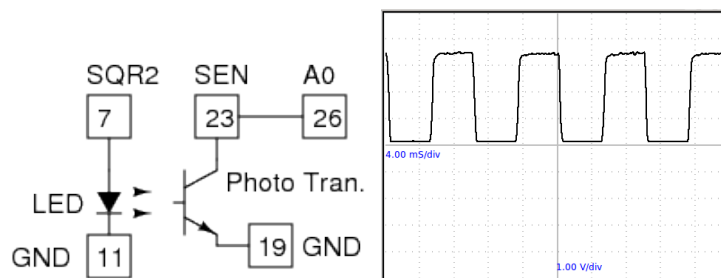 SQR2 SEN A0
7 23 26
Photo Tran.
LED
GND 11 19 GND
4.00 mS/div
1.00 V/div